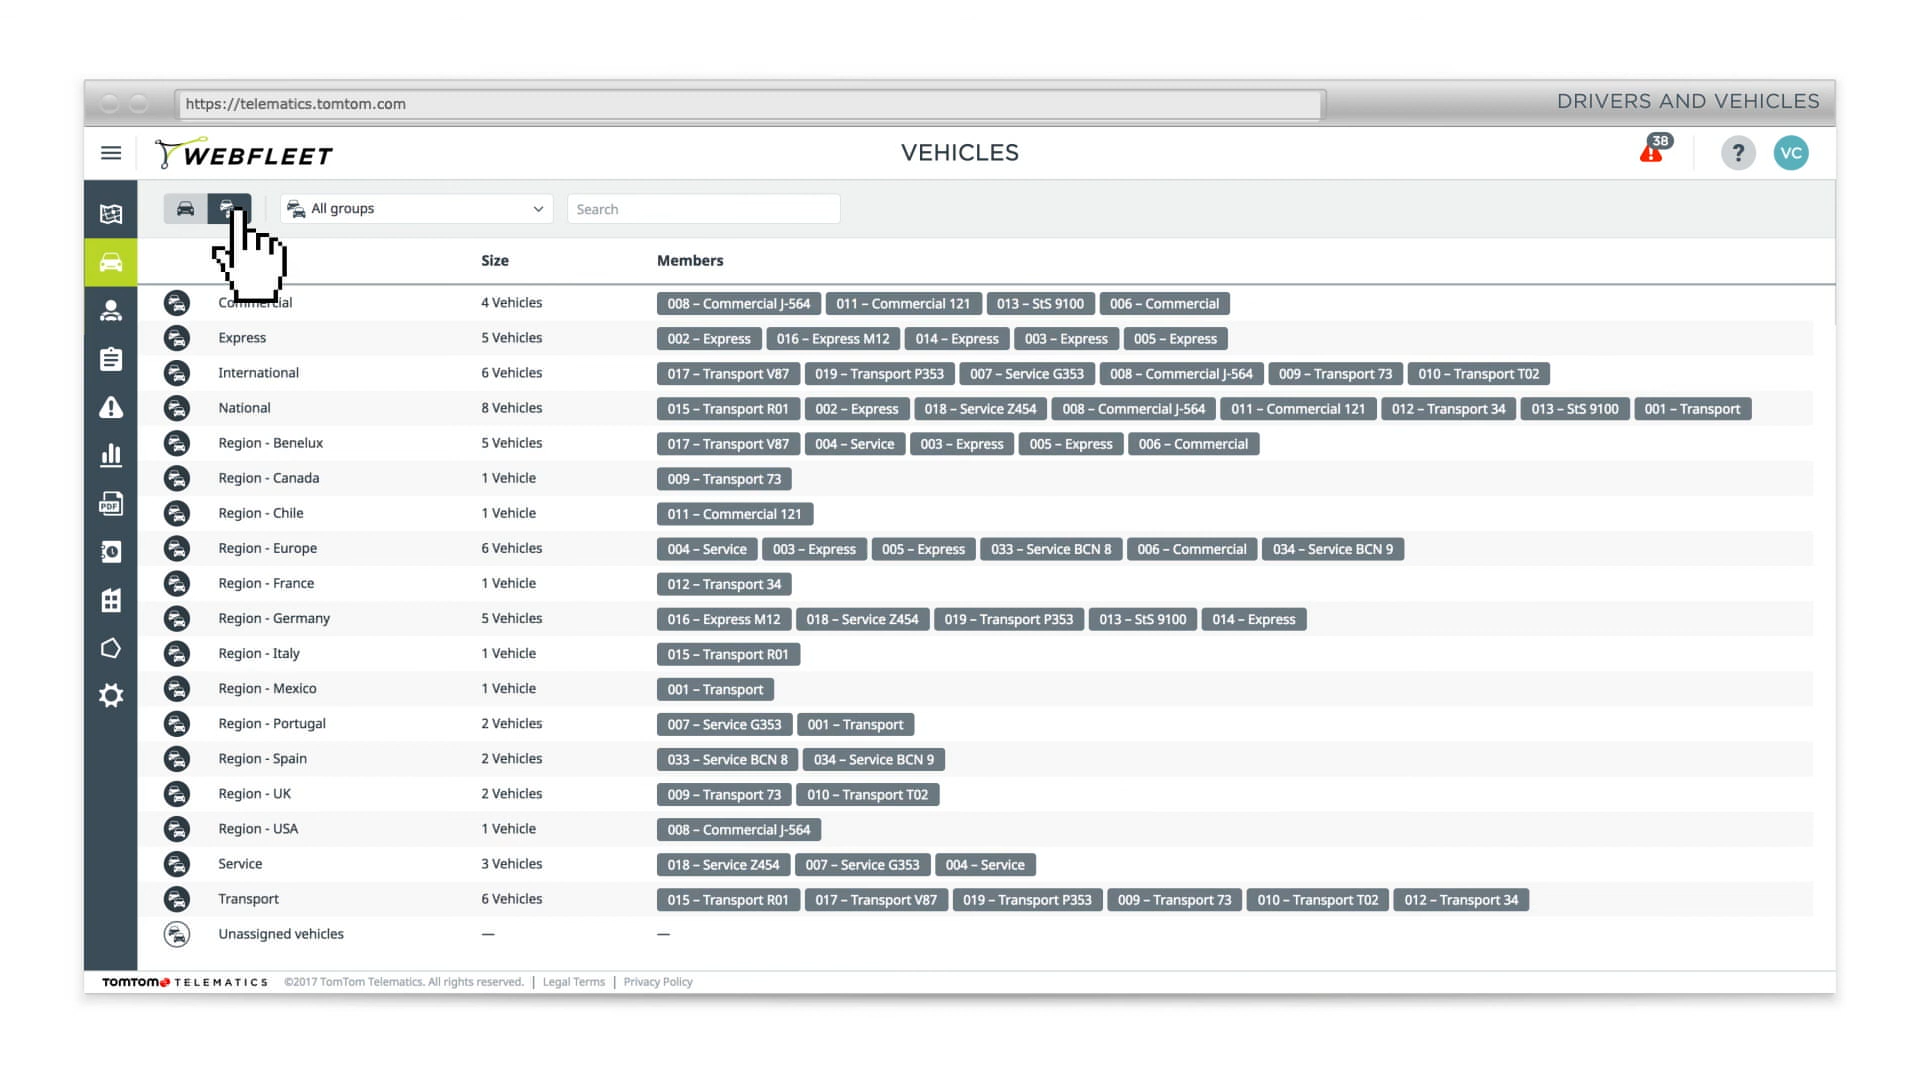 https://telematics.tomtom.com
DRIVERS AND VEHICLES
WEBFLEET
VEHICLES
38
?
VC
All groups
Search
Size Members
Commercial 4 Vehicles 008 – Commercial J-564 011 – Commercial 121 013 – StS 9100 006 – Commercial
Express 5 Vehicles 002 – Express 016 – Express M12 014 – Express 003 – Express 005 – Express
International 6 Vehicles 017 – Transport V87 019 – Transport P353 007 – Service G353 008 – Commercial J-564 009 – Transport 73 010 – Transport T02
National 8 Vehicles 015 – Transport R01 002 – Express 018 – Service Z454 008 – Commercial J-564 011 – Commercial 121 012 – Transport 34 013 – StS 9100 001 – Transport
Region - Benelux 5 Vehicles 017 – Transport V87 004 – Service 003 – Express 005 – Express 006 – Commercial
Region - Canada 1 Vehicle 009 – Transport 73
Region - Chile 1 Vehicle 011 – Commercial 121
Region - Europe 6 Vehicles 004 – Service 003 – Express 005 – Express 033 – Service BCN 8 006 – Commercial 034 – Service BCN 9
Region - France 1 Vehicle 012 – Transport 34
Region - Germany 5 Vehicles 016 – Express M12 018 – Service Z454 019 – Transport P353 013 – StS 9100 014 – Express
Region - Italy 1 Vehicle 015 – Transport R01
Region - Mexico 1 Vehicle 001 – Transport
Region - Portugal 2 Vehicles 007 – Service G353 001 – Transport
Region - Spain 2 Vehicles 033 – Service BCN 8 034 – Service BCN 9
Region - UK 2 Vehicles 009 – Transport 73 010 – Transport T02
Region - USA 1 Vehicle 008 – Commercial J-564
Service 3 Vehicles 018 – Service Z454 007 – Service G353 004 – Service
Transport 6 Vehicles 015 – Transport R01 017 – Transport V87 019 – Transport P353 009 – Transport 73 010 – Transport T02 012 – Transport 34
Unassigned vehicles — —
PDF
TOMTOM TELEMATICS ©2017 TomTom Telematics. All rights reserved. | Legal Terms | Privacy Policy